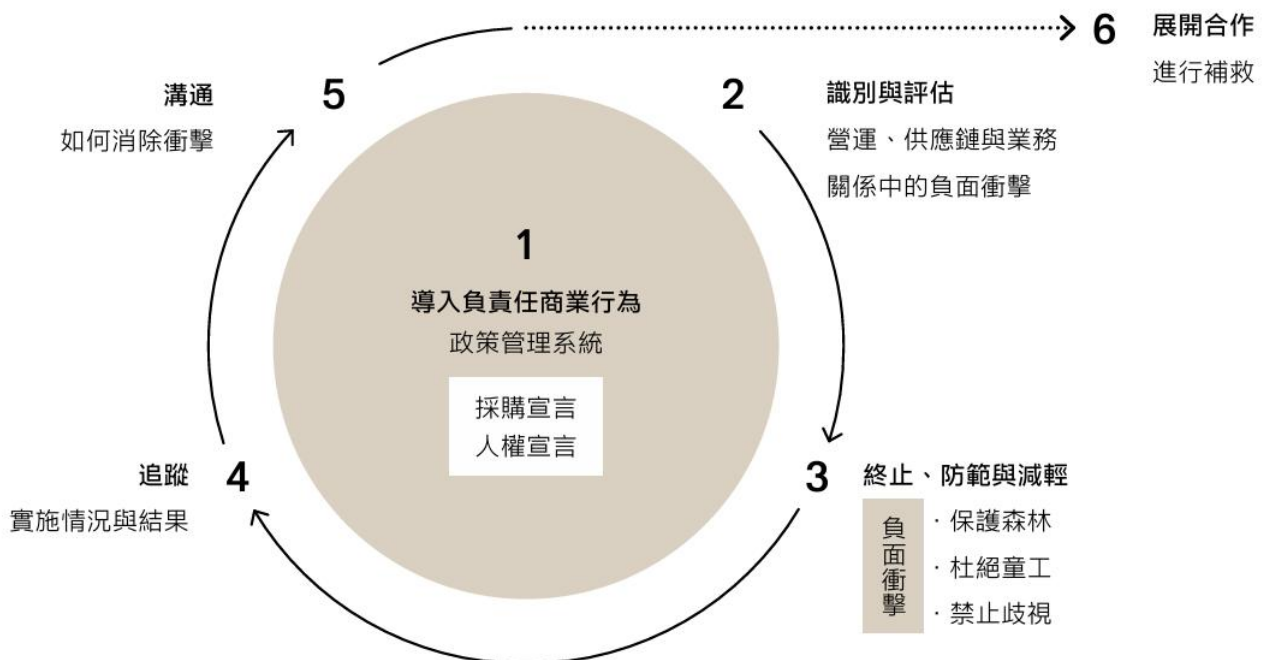 1
導入負責任商業行為
政策管理系統
採購宣言
人權宣言
2
識別與評估
營運、供應鏈與業務
關係中的負面衝擊
3
終止、防範與減輕
負面衝擊
· 保護森林
· 杜絕童工
· 禁止歧視
4
追蹤
實施情況與結果
5
溝通
如何消除衝擊
6
展開合作
進行補救